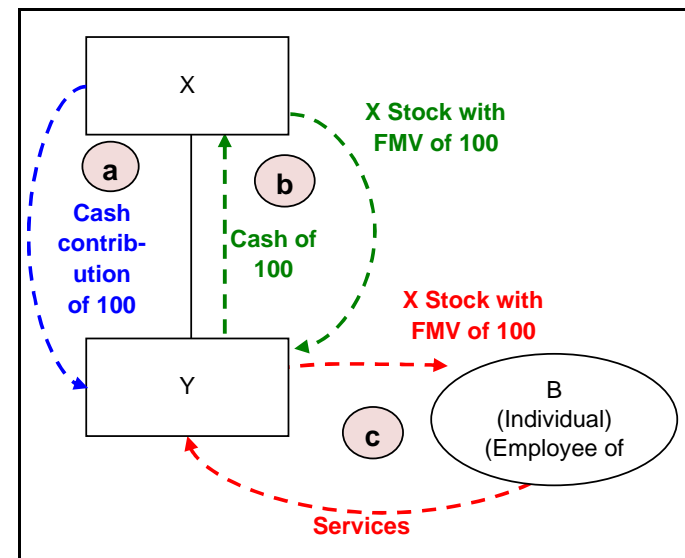 X
X Stock with
FMV of 100
a
b
Cash
contrib-
ution
of 100
Cash of
100
X Stock with
FMV of 100
Y
B
(Individual)
(Employee of
c
Services